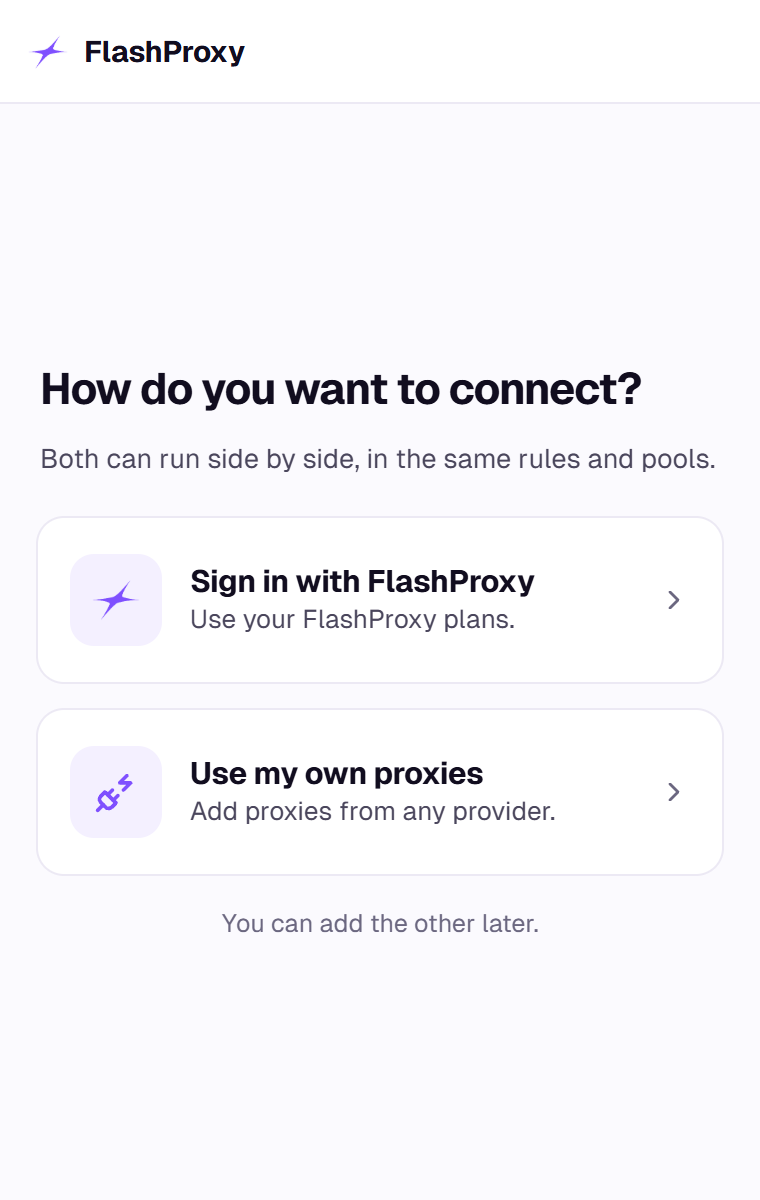 FlashProxy
How do you want to connect?
Both can run side by side, in the same rules and pools.
Sign in with FlashProxy
Use your FlashProxy plans.
Use my own proxies
Add proxies from any provider.
You can add the other later.